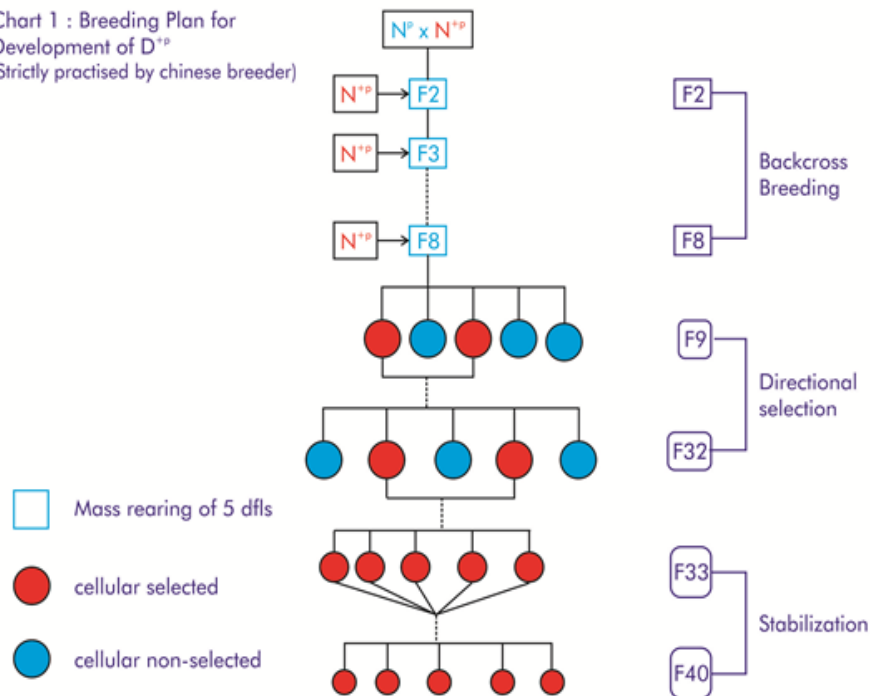 Chart 1 : Breeding Plan for
Development of D⁺ᵖ
(Strictly practised by chinese breeder)
Nᵖ x N⁺ᵖ
N⁺ᵖ F2
N⁺ᵖ F3
N⁺ᵖ F8
F2
Backcross
Breeding
F8
F9
Directional
selection
F32
F33
Stabilization
F40
Mass rearing of 5 dfls
cellular selected
cellular non-selected